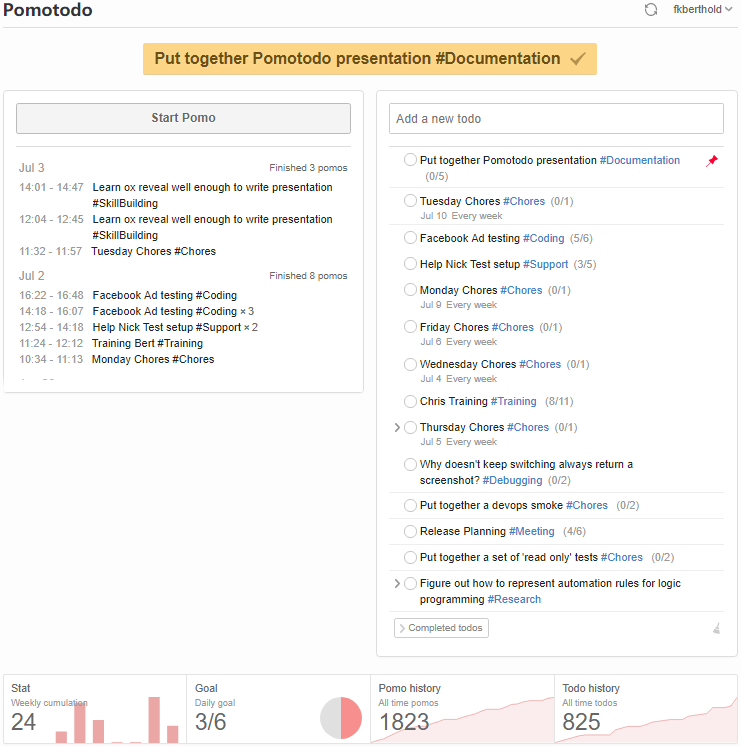 Pomotodo
fkberthold
Put together Pomotodo presentation #Documentation
Start Pomo
Jul 3 Finished 3 pomos
14:01 - 14:47 Learn ox reveal well enough to write presentation
#SkillBuilding
12:04 - 12:45 Learn ox reveal well enough to write presentation
#SkillBuilding
11:32 - 11:57 Tuesday Chores #Chores
Jul 2 Finished 8 pomos
16:22 - 16:48 Facebook Ad testing #Coding
14:18 - 16:07 Facebook Ad testing #Coding × 3
12:54 - 14:18 Help Nick Test setup #Support × 2
11:24 - 12:12 Training Bert #Training
10:34 - 11:13 Monday Chores #Chores
Add a new todo
Put together Pomotodo presentation #Documentation
(0/5)
Tuesday Chores #Chores (0/1)
Jul 10 Every week
Facebook Ad testing #Coding (5/6)
Help Nick Test setup #Support (3/5)
Monday Chores #Chores (0/1)
Jul 9 Every week
Friday Chores #Chores (0/1)
Jul 6 Every week
Wednesday Chores #Chores (0/1)
Jul 4 Every week
Chris Training #Training (8/11)
Thursday Chores #Chores (0/1)
Jul 5 Every week
Why doesn't keep switching always return a
screenshot? #Debugging (0/2)
Put together a devops smoke #Chores (0/2)
Release Planning #Meeting (4/6)
Put together a set of 'read only' tests #Chores (0/2)
Figure out how to represent automation rules for logic
programming #Research
Completed todos
Stat
Weekly cumulation
24
Goal
Daily goal
3/6
Pomo history
All time pomos
1823
Todo history
All time todos
825